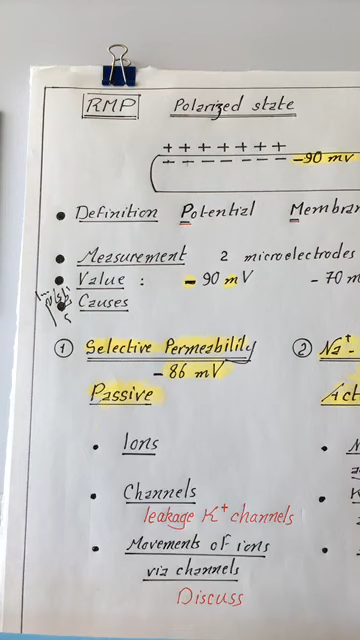 RMP Polarized state
+ + + + + + +
− − − − − − − −90 mV
• Definition Potential Membran
• Measurement 2 microelectrodes
• Value : − 90 mV − 70 m
• Causes
① Selective Permeability ② Na⁺-
− 86 mV
Passive Act
• Ions
• Channels
leakage K⁺ channels
• Movements of ions
via channels
Discuss